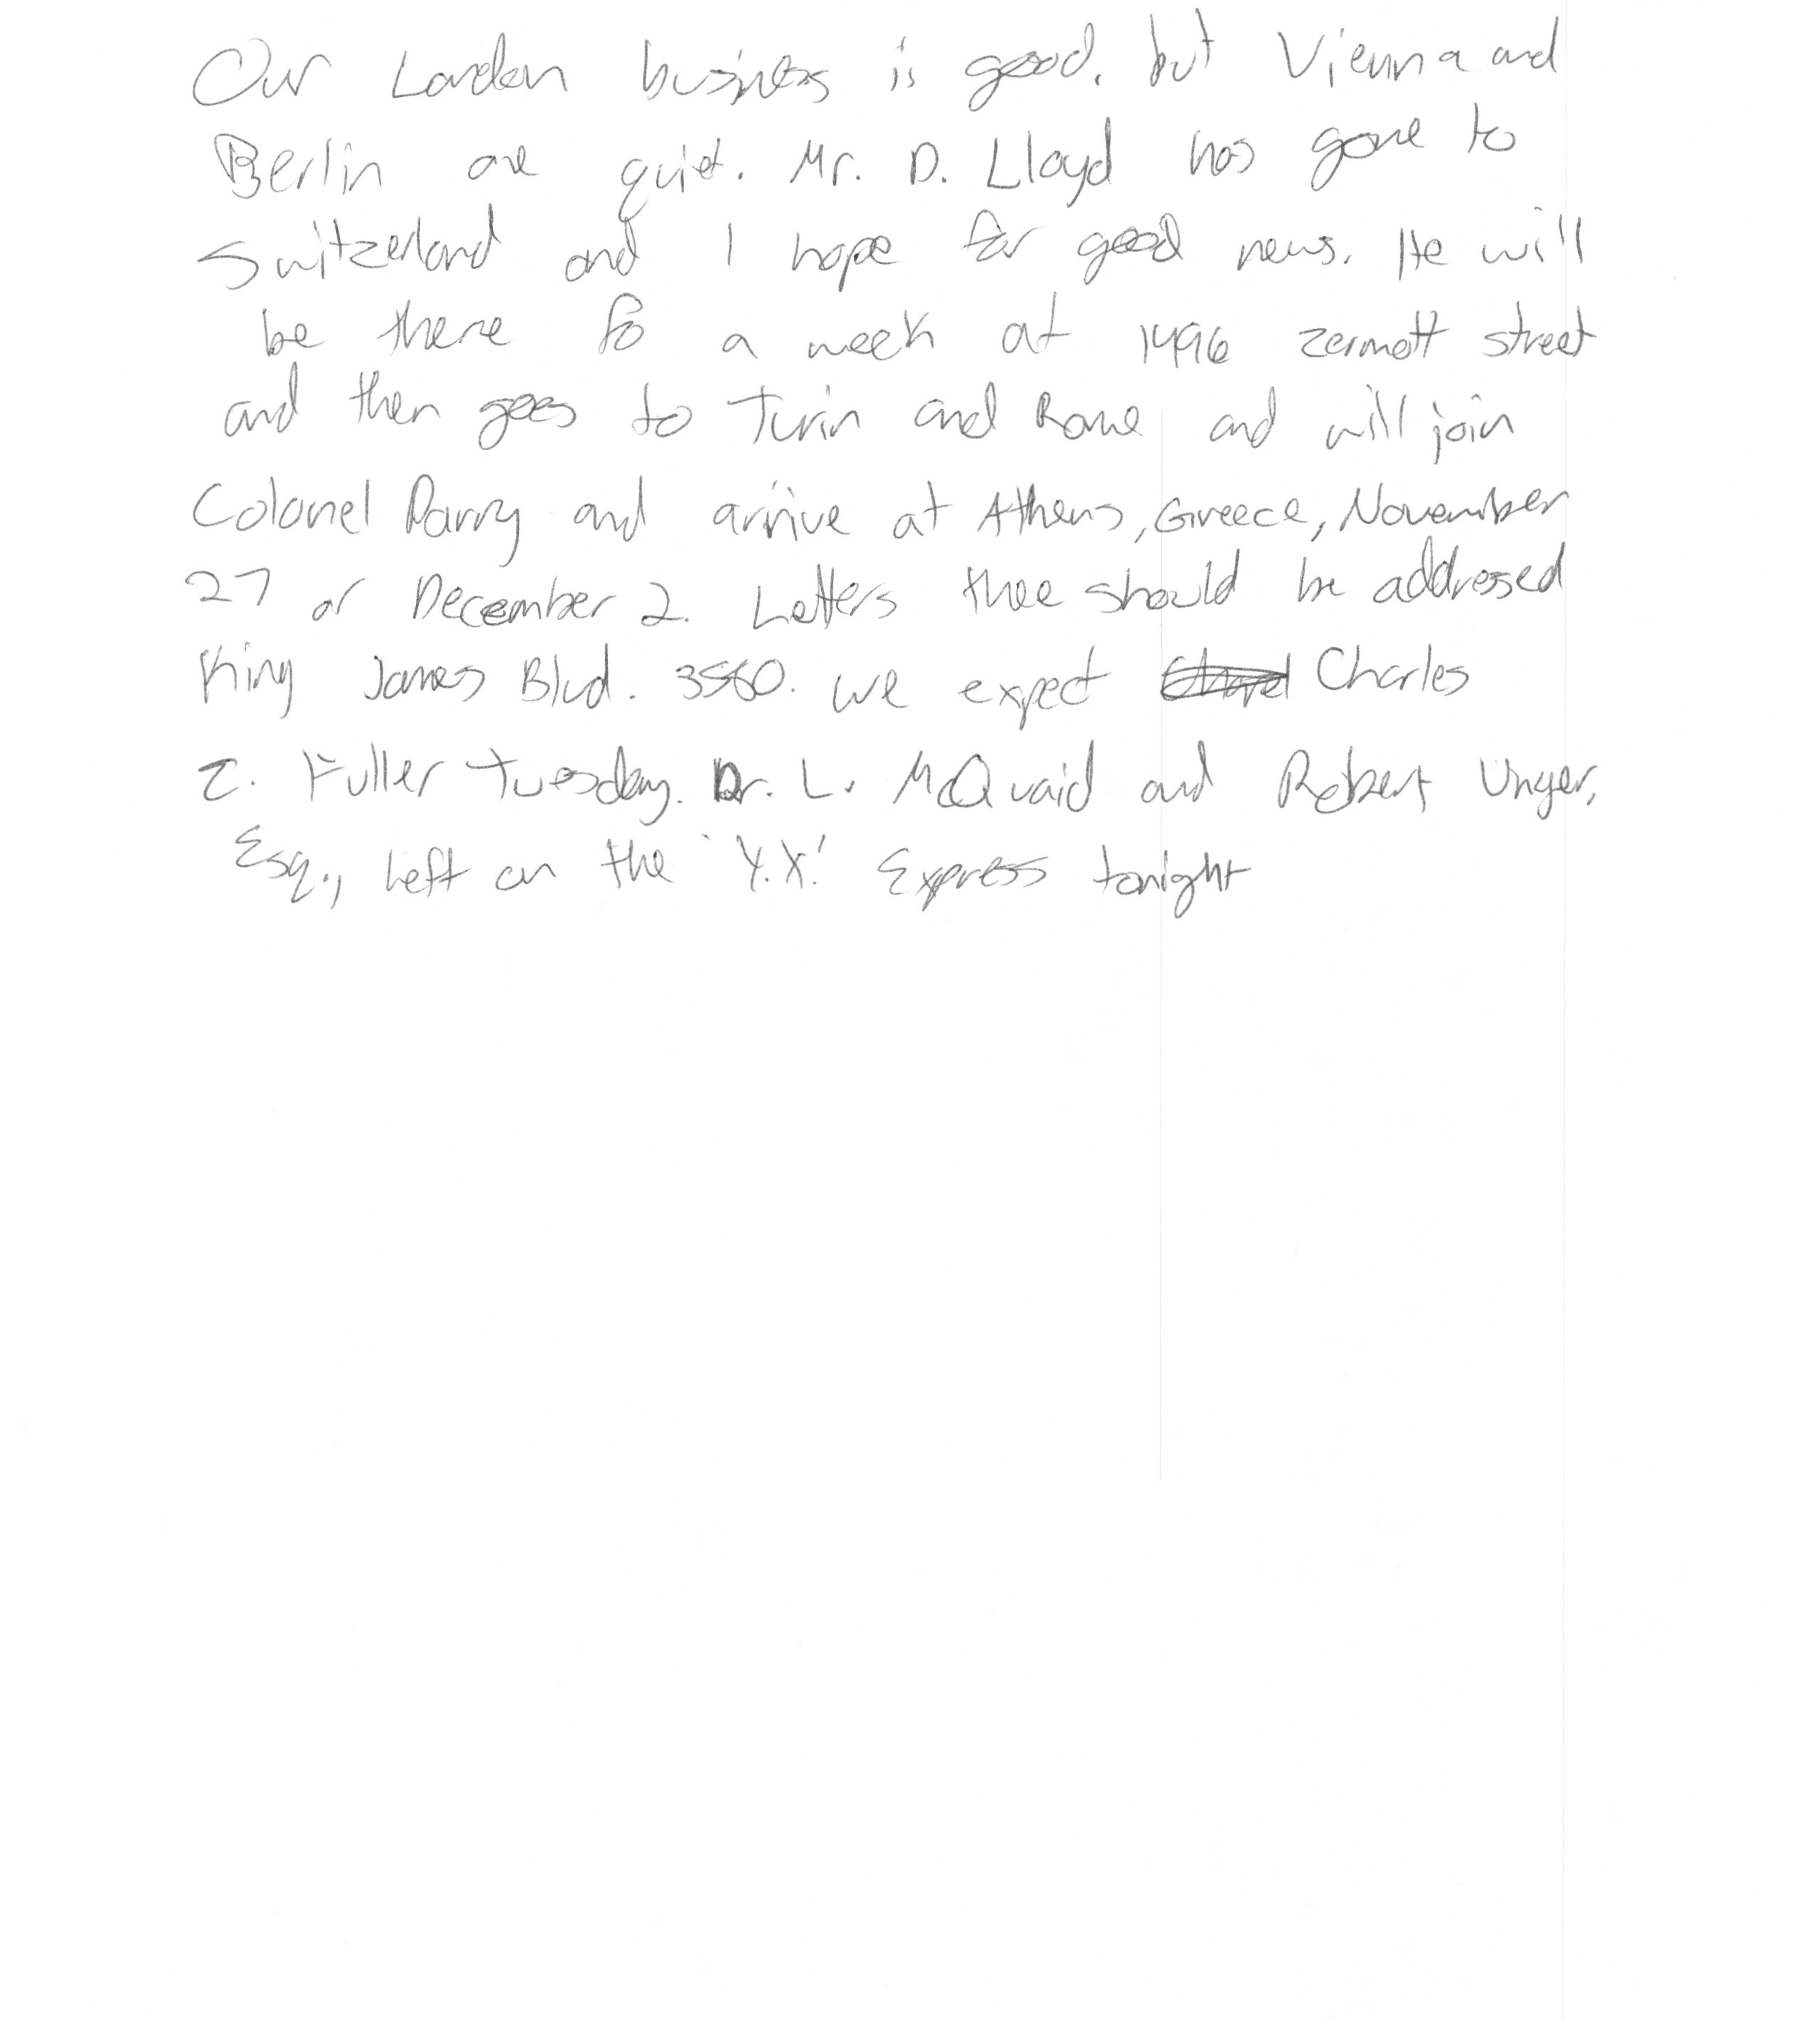 Our London business is good, but Vienna and
Berlin are quiet. Mr. D. Lloyd has gone to
Switzerland and I hope for good news. He will
be there fo a week at 1496 Zermott street
and then goes to Turin and Rome and will join
Colonel Parry and arrive at Athens, Greece, November
27 or December 2. Letters thee should be addressed
King James Blvd. 3560. We expect Charles
Z. Fuller Tuesday. Dr. L. McQuaid and Robert Unger,
Esq., left on the 'Y.X.' Express tonight